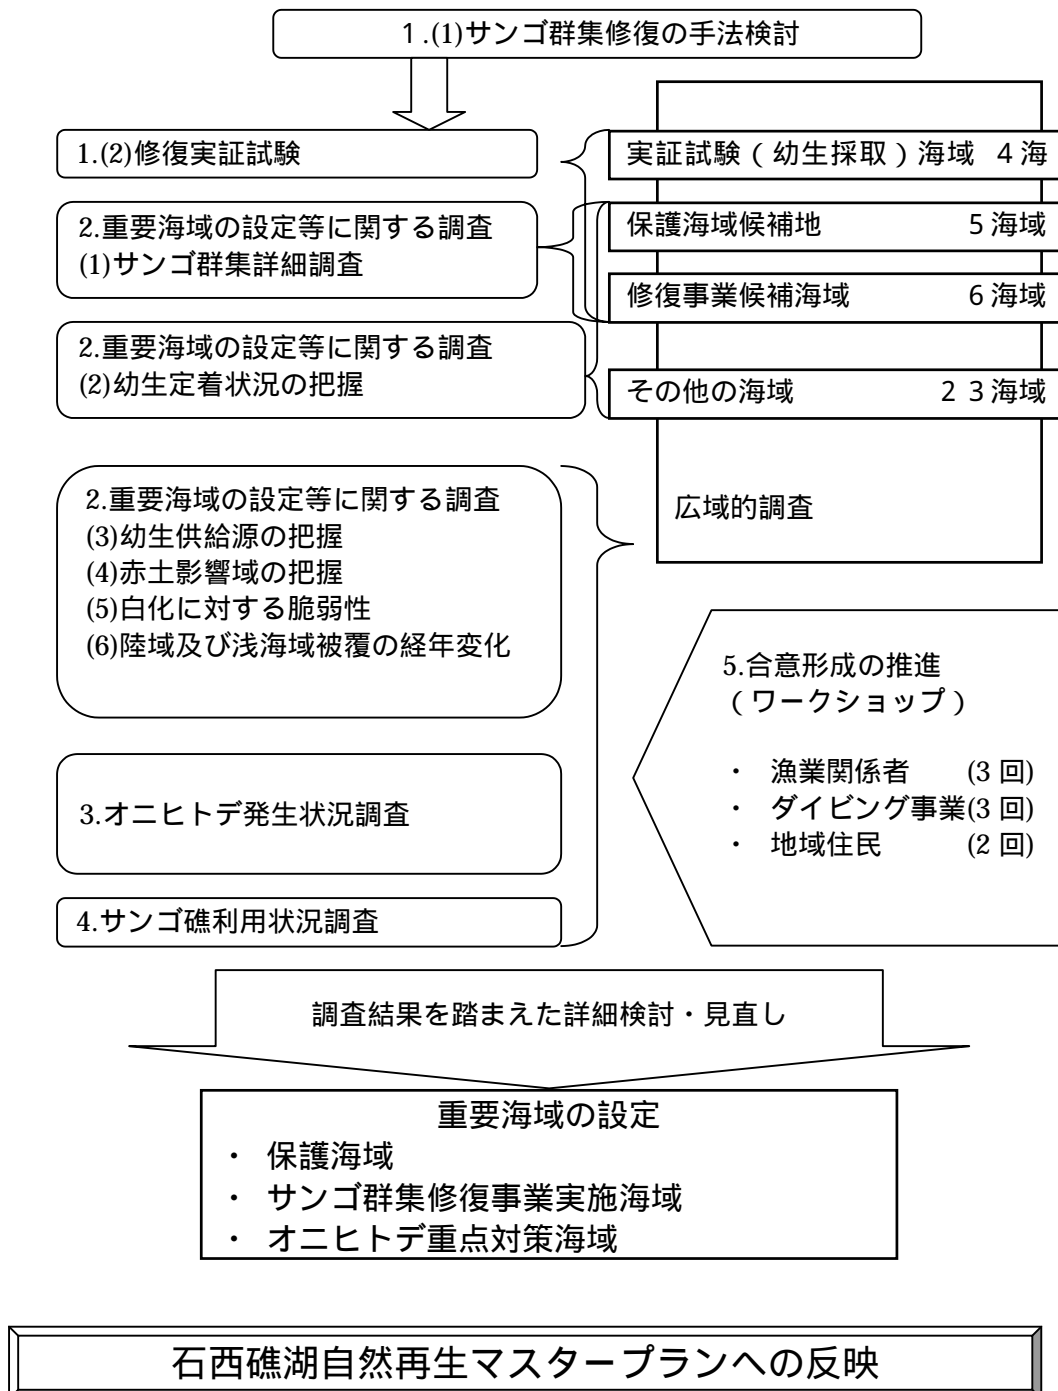 １.(1)サンゴ群集修復の手法検討
1.(2)修復実証試験
実証試験（幼生採取）海域　４海
2.重要海域の設定等に関する調査
(1)サンゴ群集詳細調査
保護海域候補地　５海域
修復事業候補海域　６海域
2.重要海域の設定等に関する調査
(2)幼生定着状況の把握
その他の海域　２３海域
広域的調査
2.重要海域の設定等に関する調査
(3)幼生供給源の把握
(4)赤土影響域の把握
(5)白化に対する脆弱性
(6)陸域及び浅海域被覆の経年変化
3.オニヒトデ発生状況調査
4.サンゴ礁利用状況調査
5.合意形成の推進
（ワークショップ）
・　漁業関係者　(3 回)
・　ダイビング事業(3 回)
・　地域住民　(2 回)
調査結果を踏まえた詳細検討・見直し
重要海域の設定
・　保護海域
・　サンゴ群集修復事業実施海域
・　オニヒトデ重点対策海域
石西礁湖自然再生マスタープランへの反映